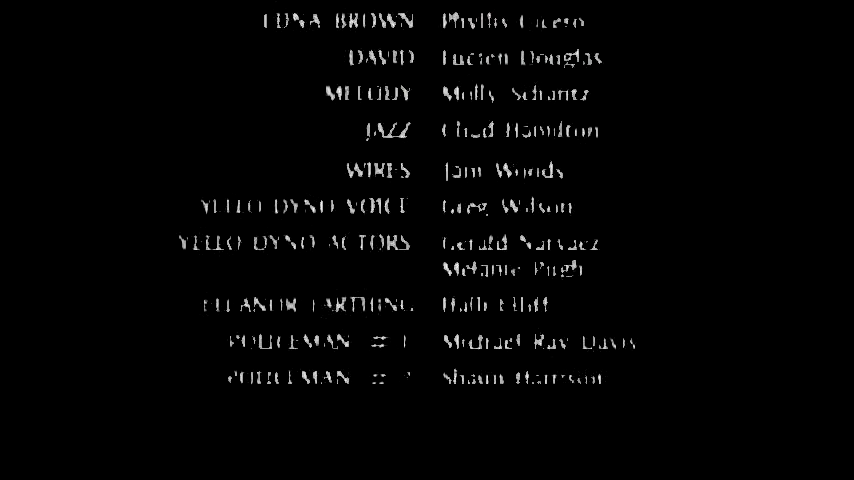 EDNA BROWN Phyllis Cicero
DAVID Lucien Douglas
MELODY Molly
JAZZ Chad Hamilton
WIRES Jam Woods
YELLO DYNO VOICE Greg Wilson
YELLO DYNO ACTORS Gerald Narvaez
Melanie Pugh
ELEANOR FARTHING
POLICEMAN # 1 Michael Ray Davis
POLICEMAN # 2 Shaun Harrison